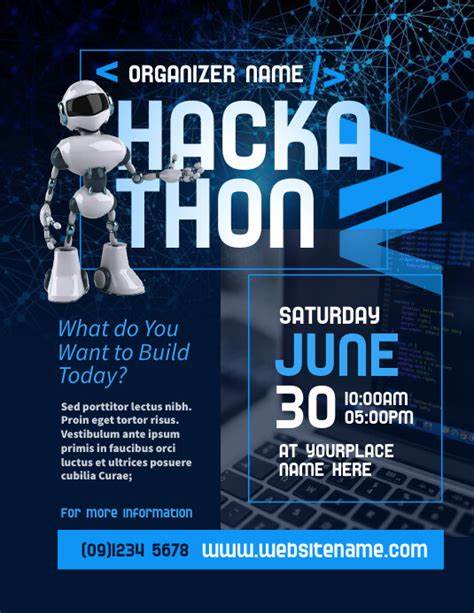 < ORGANIZER NAME />
HACKA
THON
What do You
Want to Build
Today?
Sed porttitor lectus nibh.
Proin eget tortor risus.
Vestibulum ante ipsum
primis in faucibus orci
luctus et ultrices posuere
cubilia Curae;
For more information
SATURDAY
JUNE
30 10:00AM
05:00PM
AT YOURPLACE
NAME HERE
(09)1234 5678 www.websitename.com